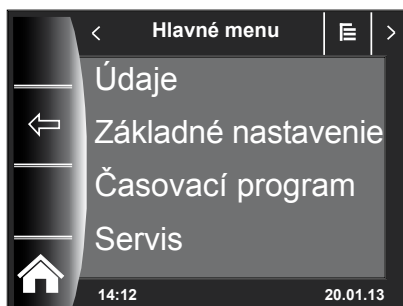 Hlavné menu
Údaje
Základné nastavenie
Časovací program
Servis
14:12 20.01.13